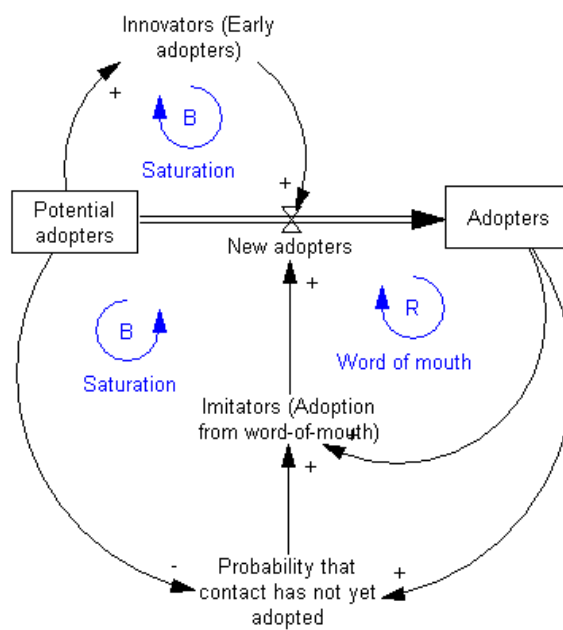 Innovators (Early
adopters)
+
B
Saturation
+
Potential
adopters
Adopters
New adopters
+
B
Saturation
R
Word of mouth
Imitators (Adoption
from word-of-mouth)
+
+
-
Probability that
contact has not yet
adopted
+